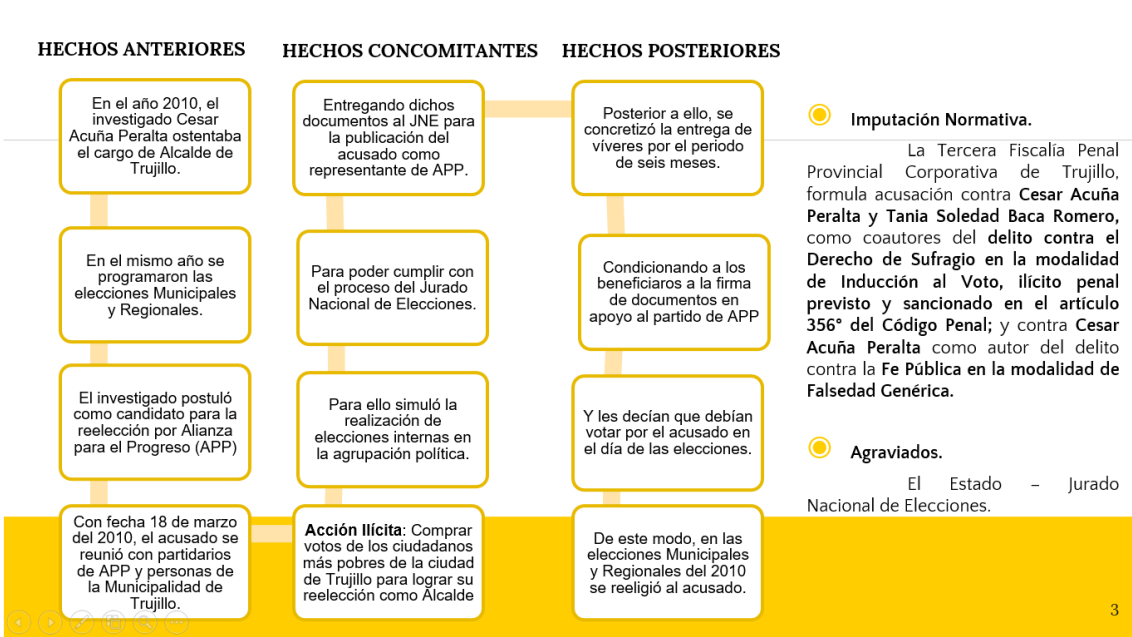 HECHOS ANTERIORES
En el año 2010, el
investigado Cesar
Acuña Peralta ostentaba
el cargo de Alcalde de
Trujillo.
En el mismo año se
programaron las
elecciones Municipales
y Regionales.
El investigado postuló
como candidato para la
reelección por Alianza
para el Progreso (APP)
Con fecha 18 de marzo
del 2010, el acusado se
reunió con partidarios
de APP y personas de
la Municipalidad de
Trujillo.
HECHOS CONCOMITANTES
Entregando dichos
documentos al JNE para
la publicación del
acusado como
representante de APP.
Para poder cumplir con
el proceso del Jurado
Nacional de Elecciones.
Para ello simuló la
realización de
elecciones internas en
la agrupación política.
Acción Ilícita: Comprar
votos de los ciudadanos
más pobres de la ciudad
de Trujillo para lograr su
reelección como Alcalde
HECHOS POSTERIORES
Posterior a ello, se
concretizó la entrega de
víveres por el periodo
de seis meses.
Condicionando a los
beneficiaros a la firma
de documentos en
apoyo al partido de APP
Y les decían que debían
votar por el acusado en
el día de las elecciones.
De este modo, en las
elecciones Municipales
y Regionales del 2010
se reeligió al acusado.
Imputación Normativa.
La Tercera Fiscalía Penal
Provincial Corporativa de Trujillo,
formula acusación contra Cesar Acuña
Peralta y Tania Soledad Baca Romero,
como coautores del delito contra el
Derecho de Sufragio en la modalidad
de Inducción al Voto, ilícito penal
previsto y sancionado en el artículo
356° del Código Penal; y contra Cesar
Acuña Peralta como autor del delito
contra la Fe Pública en la modalidad de
Falsedad Genérica.
Agraviados.
El Estado – Jurado
Nacional de Elecciones.
3